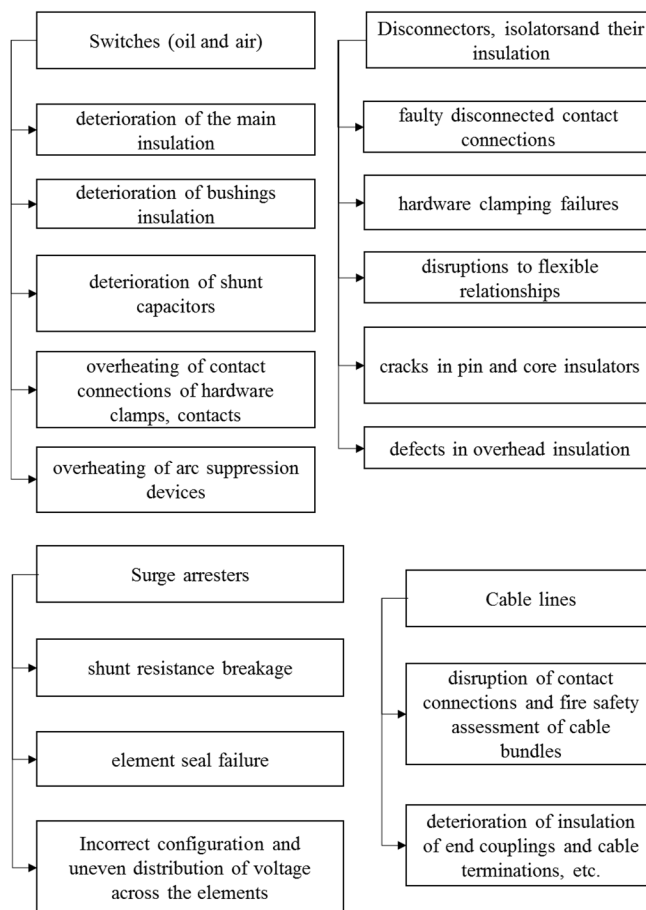 Switches (oil and air)
deterioration of the main
insulation
deterioration of bushings
insulation
deterioration of shunt
capacitors
overheating of contact
connections of hardware
clamps, contacts
overheating of arc suppression
devices
Disconnectors, isolatorsand their
insulation
faulty disconnected contact
connections
hardware clamping failures
disruptions to flexible
relationships
cracks in pin and core insulators
defects in overhead insulation
Surge arresters
shunt resistance breakage
element seal failure
Incorrect configuration and
uneven distribution of voltage
across the elements
Cable lines
disruption of contact
connections and fire safety
assessment of cable
bundles
deterioration of insulation
of end couplings and cable
terminations, etc.